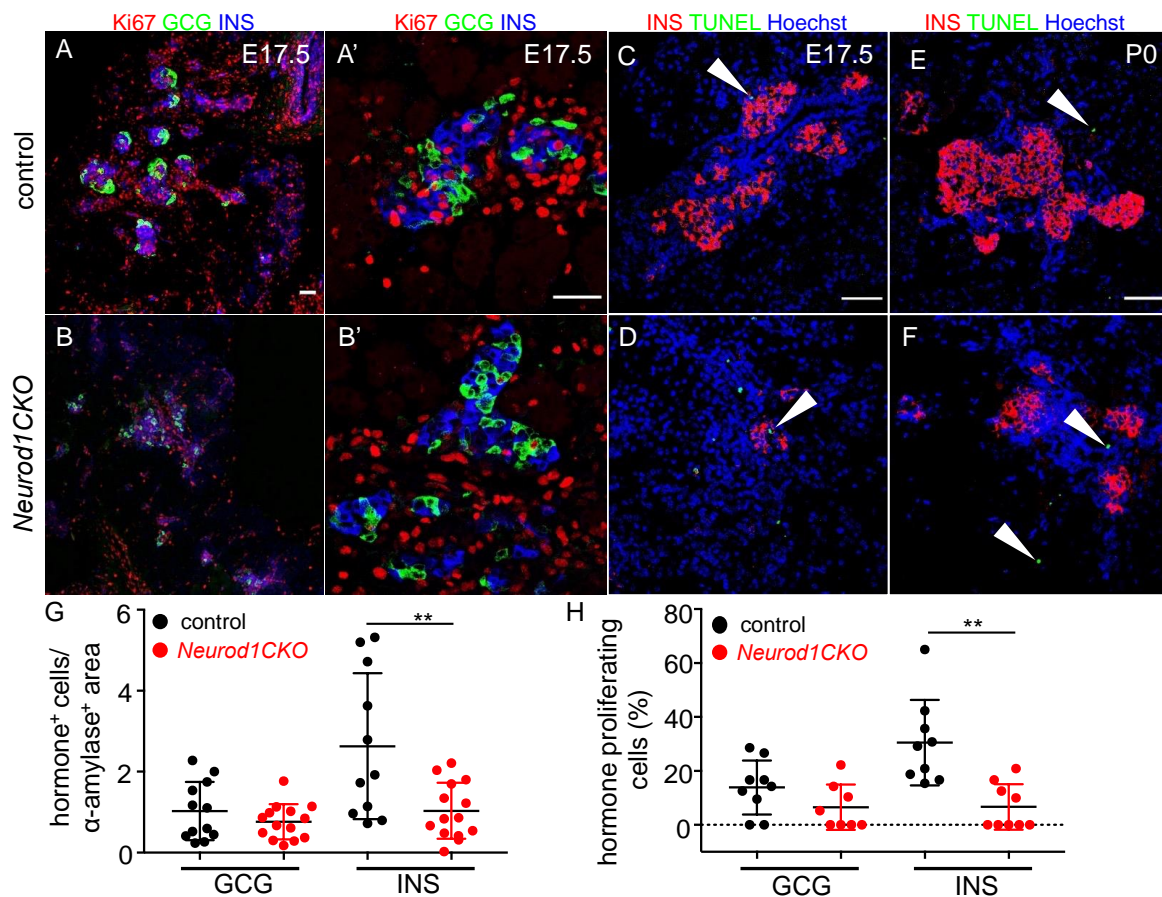 Ki67 GCG INS
Ki67 GCG INS
INS TUNEL Hoechst
INS TUNEL Hoechst
control
A
E17.5
A'
E17.5
C
E17.5
E
P0
Neurod1CKO
B
B'
D
F
G
hormone⁺ cells/
α-amylase⁺ area
6
4
2
0
control
Neurod1CKO
**
GCG
INS
H
hormone proliferating
cells (%)
80
60
40
20
0
control
Neurod1CKO
**
GCG
INS